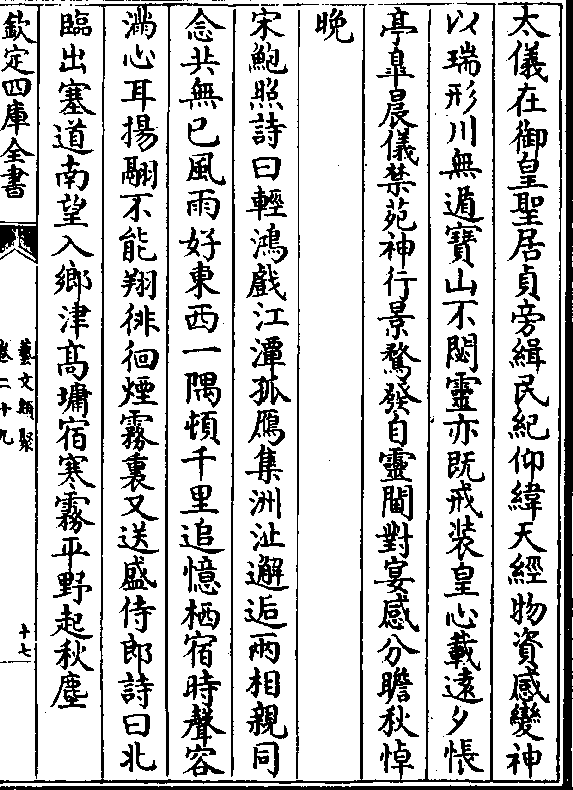 太儀在御皇聖居貞旁緝民紀仰緯天經物資感變神
以瑞形川無遁寶山不閟靈亦既戒装皇心載遠夕悵
亭臯晨儀禁苑神行景騖發自靈閫對宴感分瞻秋悼
晚
宋鮑照詩曰輕鴻戲江潭孤鴈集洲沚邂逅兩相親同
念共無已風雨好東西一隅頓千里追憶栖宿時聲容
滿心耳揚翮不能翔徘徊煙霧裏又送盛侍郎詩曰北
臨出塞道南望入鄉津髙墉宿寒霧平野起秋塵
欽定四庫全書
藝文類聚
卷二十九
十七